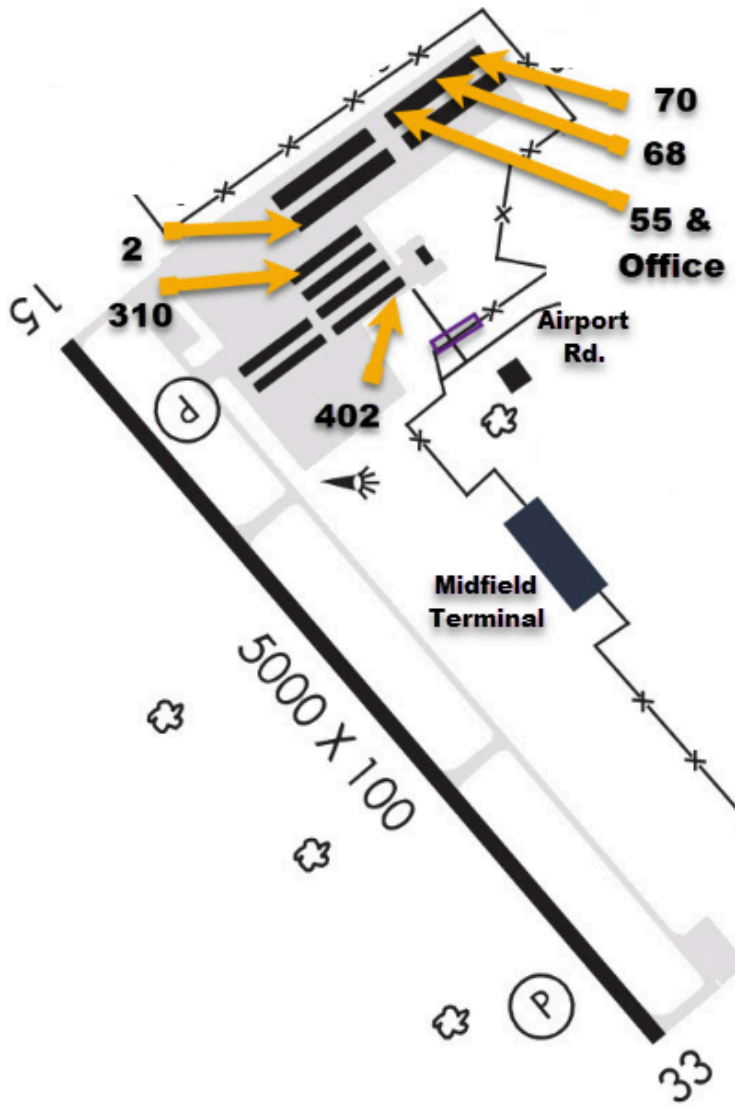 70
68
55 &
Office
2
310
15
Airport
Rd.
402
P
Midfield
Terminal
5000 X 100
P
33